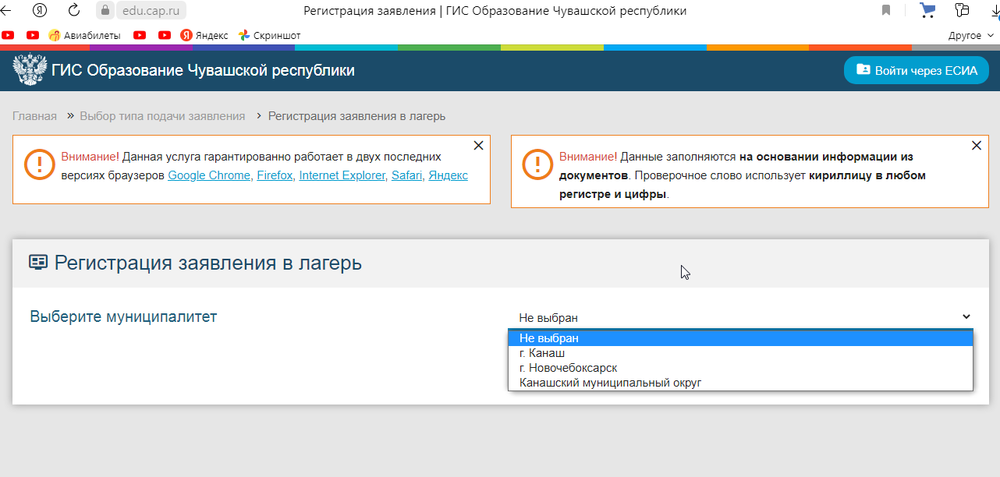 edu.cap.ru
Регистрация заявления | ГИС Образование Чувашской республики
Авиабилеты
Яндекс
Скриншот
Другое
ГИС Образование Чувашской республики
Войти через ЕСИА
Главная » Выбор типа подачи заявления › Регистрация заявления в лагерь
Внимание! Данная услуга гарантированно работает в двух последних
версиях браузеров Google Chrome, Firefox, Internet Explorer, Safari, Яндекс
Внимание! Данные заполняются на основании информации из
документов. Проверочное слово использует кириллицу в любом
регистре и цифры.
Регистрация заявления в лагерь
Выберите муниципалитет
Не выбран
Не выбран
г. Канаш
г. Новочебоксарск
Канашский муниципальный округ